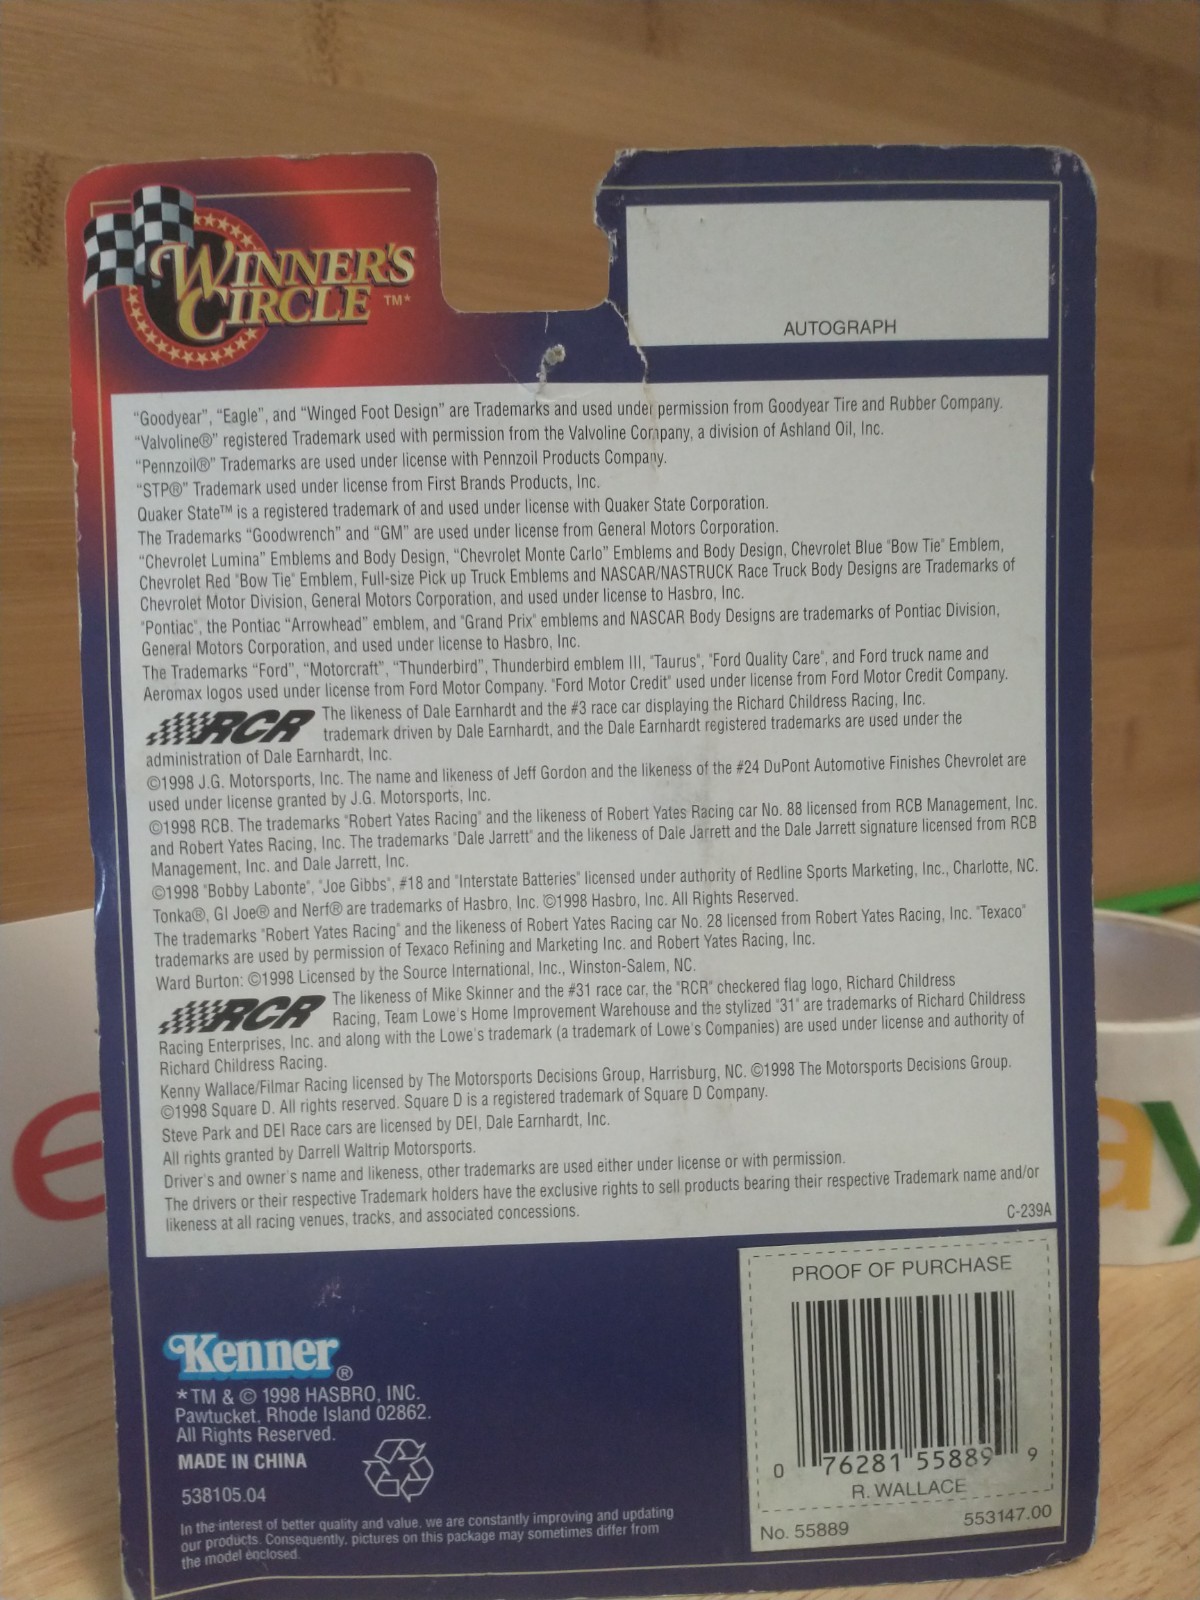 WINNER'S
CIRCLE TM*
AUTOGRAPH
"Goodyear", "Eagle", and "Winged Foot Design" are Trademarks and used under permission from Goodyear Tire and Rubber Company.
"Valvoline®" registered Trademark used with permission from the Valvoline Company, a division of Ashland Oil, Inc.
"Pennzoil®" Trademarks are used under license with Pennzoil Products Company.
"STP®" Trademark used under license from First Brands Products, Inc.
Quaker State™ is a registered trademark of and used under license with Quaker State Corporation.
The Trademarks "Goodwrench" and "GM" are used under license from General Motors Corporation.
"Chevrolet Lumina" Emblems and Body Design, "Chevrolet Monte Carlo" Emblems and Body Design, Chevrolet Blue "Bow Tie" Emblem,
Chevrolet Red "Bow Tie" Emblem, Full-size Pick up Truck Emblems and NASCAR/NASTRUCK Race Truck Body Designs are Trademarks of
Chevrolet Motor Division, General Motors Corporation, and used under license to Hasbro, Inc.
"Pontiac", the Pontiac "Arrowhead" emblem, and "Grand Prix" emblems and NASCAR Body Designs are trademarks of Pontiac Division,
General Motors Corporation, and used under license to Hasbro, Inc.
The Trademarks "Ford", "Motorcraft", "Thunderbird", Thunderbird emblem III, "Taurus", "Ford Quality Care", and Ford truck name and
Aeromax logos used under license from Ford Motor Company. "Ford Motor Credit" used under license from Ford Motor Credit Company.
RCR The likeness of Dale Earnhardt and the #3 race car displaying the Richard Childress Racing, Inc.
trademark driven by Dale Earnhardt, and the Dale Earnhardt registered trademarks are used under the
administration of Dale Earnhardt, Inc.
©1998 J.G. Motorsports, Inc. The name and likeness of Jeff Gordon and the likeness of the #24 DuPont Automotive Finishes Chevrolet are
used under license granted by J.G. Motorsports, Inc.
©1998 RCB. The trademarks "Robert Yates Racing" and the likeness of Robert Yates Racing car No. 88 licensed from RCB Management, Inc.
and Robert Yates Racing, Inc. The trademarks "Dale Jarrett" and the likeness of Dale Jarrett and the Dale Jarrett signature licensed from RCB
Management, Inc. and Dale Jarrett, Inc.
©1998 "Bobby Labonte", "Joe Gibbs", #18 and "Interstate Batteries" licensed under authority of Redline Sports Marketing, Inc., Charlotte, NC.
Tonka®, GI Joe® and Nerf® are trademarks of Hasbro, Inc. ©1998 Hasbro, Inc. All Rights Reserved.
The trademarks "Robert Yates Racing" and the likeness of Robert Yates Racing car No. 28 licensed from Robert Yates Racing, Inc. "Texaco"
trademarks are used by permission of Texaco Refining and Marketing Inc. and Robert Yates Racing, Inc.
Ward Burton: ©1998 Licensed by the Source International, Inc., Winston-Salem, NC.
RCR The likeness of Mike Skinner and the #31 race car, the "RCR" checkered flag logo, Richard Childress
Racing, Team Lowe's Home Improvement Warehouse and the stylized "31" are trademarks of Richard Childress
Racing Enterprises, Inc. and along with the Lowe's trademark (a trademark of Lowe's Companies) are used under license and authority of
Richard Childress Racing.
Kenny Wallace/Filmar Racing licensed by The Motorsports Decisions Group, Harrisburg, NC. ©1998 The Motorsports Decisions Group.
©1998 Square D. All rights reserved. Square D is a registered trademark of Square D Company.
Steve Park and DEI Race cars are licensed by DEI, Dale Earnhardt, Inc.
All rights granted by Darrell Waltrip Motorsports.
Driver's and owner's name and likeness, other trademarks are used either under license or with permission.
The drivers or their respective Trademark holders have the exclusive rights to sell products bearing their respective Trademark name and/or
likeness at all racing venues, tracks, and associated concessions.
C-239A
Kenner®
*TM & © 1998 HASBRO, INC.
Pawtucket, Rhode Island 02862.
All Rights Reserved.
MADE IN CHINA
538105.04
In the interest of better quality and value, we are constantly improving and updating
our products. Consequently, pictures on this package may sometimes differ from
the model enclosed.
PROOF OF PURCHASE
0 76281 55889 9
R. WALLACE
No. 55889 553147.00
e
ay